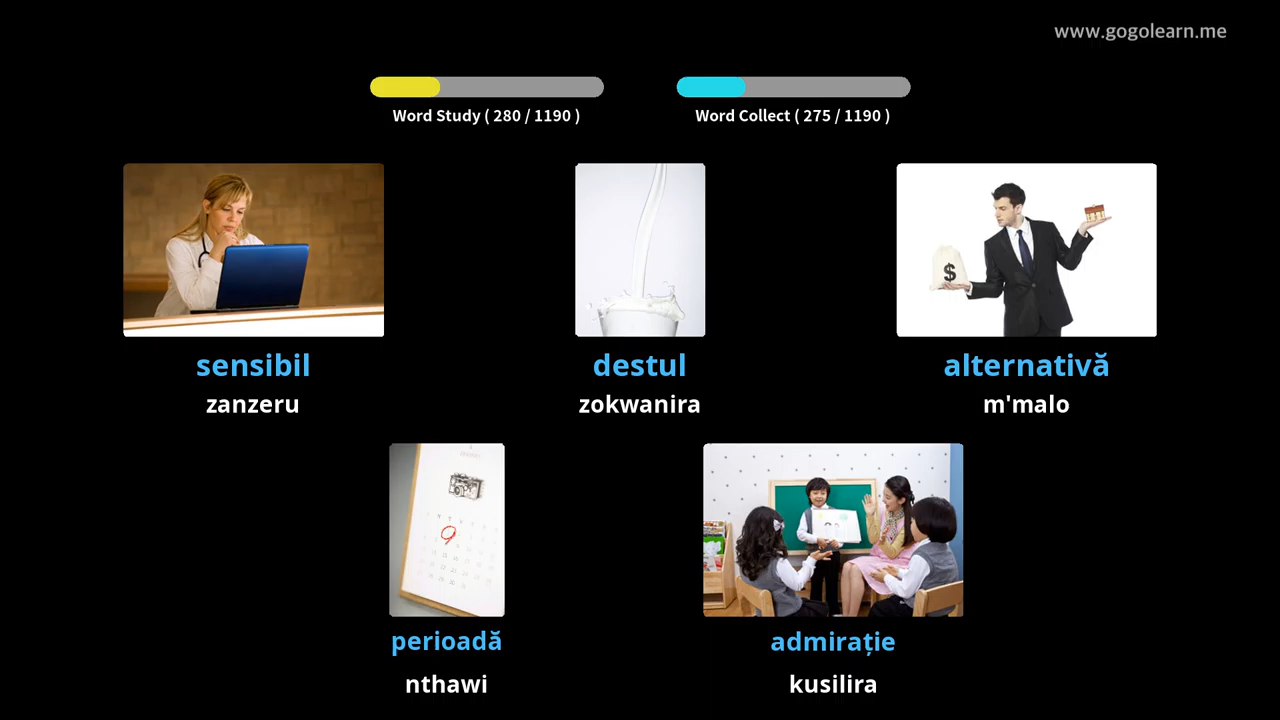 www.gogolearn.me
Word Study ( 280 / 1190 )
Word Collect ( 275 / 1190 )
$
sensibil
destul
alternativă
zanzeru
zokwanira
m'malo
perioadă
admirație
nthawi
kusilira